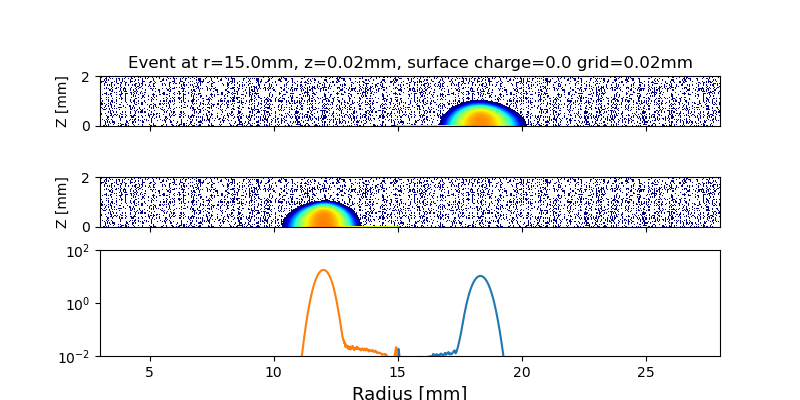 Event at r=15.0mm, z=0.02mm, surface charge=0.0 grid=0.02mm
Z [mm]
2
0
Z [mm]
2
0
10²
10⁰
10⁻²
5 10 15 20 25
Radius [mm]